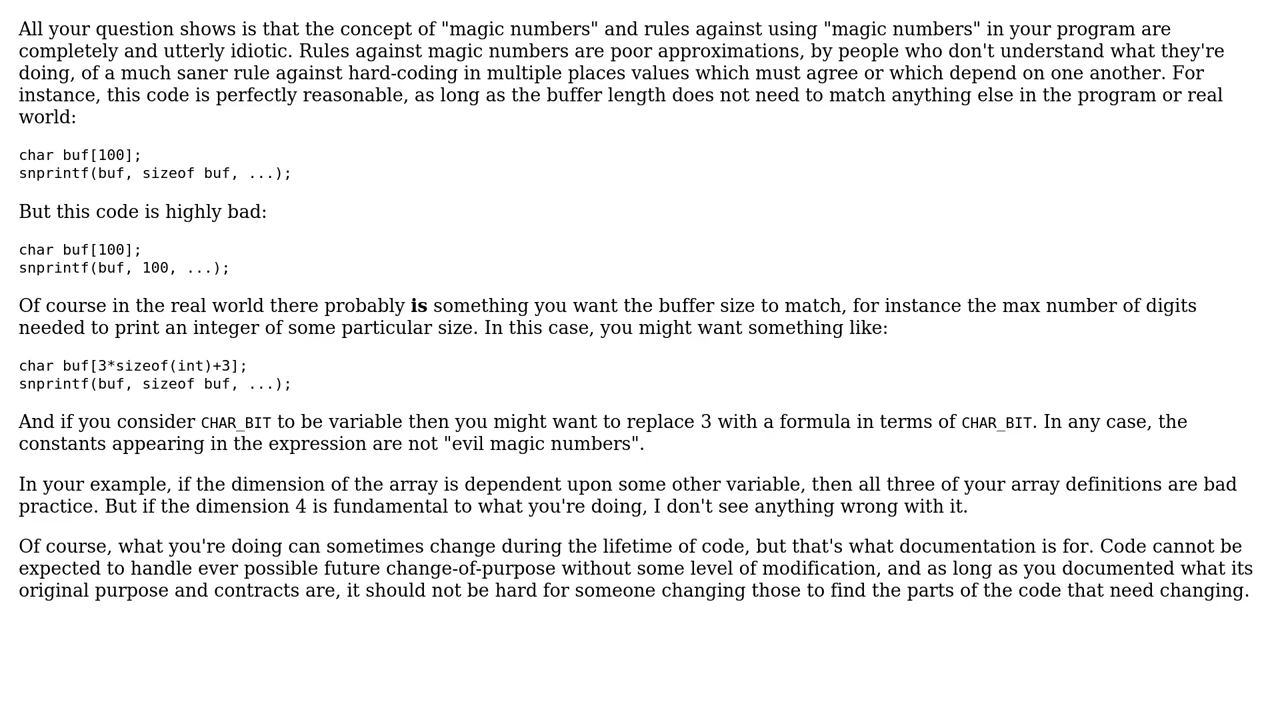 All your question shows is that the concept of "magic numbers" and rules against using "magic numbers" in your program are
completely and utterly idiotic. Rules against magic numbers are poor approximations, by people who don't understand what they're
doing, of a much saner rule against hard-coding in multiple places values which must agree or which depend on one another. For
instance, this code is perfectly reasonable, as long as the buffer length does not need to match anything else in the program or real
world:
char buf[100];
snprintf(buf, sizeof buf, ...);
But this code is highly bad:
char buf[100];
snprintf(buf, 100, ...);
Of course in the real world there probably is something you want the buffer size to match, for instance the max number of digits
needed to print an integer of some particular size. In this case, you might want something like:
char buf[3*sizeof(int)+3];
snprintf(buf, sizeof buf, ...);
And if you consider CHAR_BIT to be variable then you might want to replace 3 with a formula in terms of CHAR_BIT. In any case, the
constants appearing in the expression are not "evil magic numbers".
In your example, if the dimension of the array is dependent upon some other variable, then all three of your array definitions are bad
practice. But if the dimension 4 is fundamental to what you're doing, I don't see anything wrong with it.
Of course, what you're doing can sometimes change during the lifetime of code, but that's what documentation is for. Code cannot be
expected to handle ever possible future change-of-purpose without some level of modification, and as long as you documented what its
original purpose and contracts are, it should not be hard for someone changing those to find the parts of the code that need changing.